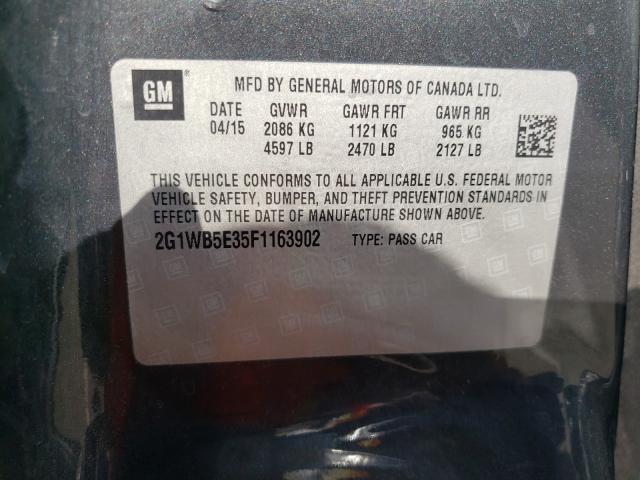 GM
MFD BY GENERAL MOTORS OF CANADA LTD.
DATE GVWR GAWR FRT GAWR RR
04/15 2086 KG 1121 KG 965 KG
4597 LB 2470 LB 2127 LB
THIS VEHICLE CONFORMS TO ALL APPLICABLE U.S. FEDERAL MOTOR
VEHICLE SAFETY, BUMPER, AND THEFT PREVENTION STANDARDS IN
EFFECT ON THE DATE OF MANUFACTURE SHOWN ABOVE.
2G1WB5E35F1163902 TYPE: PASS CAR